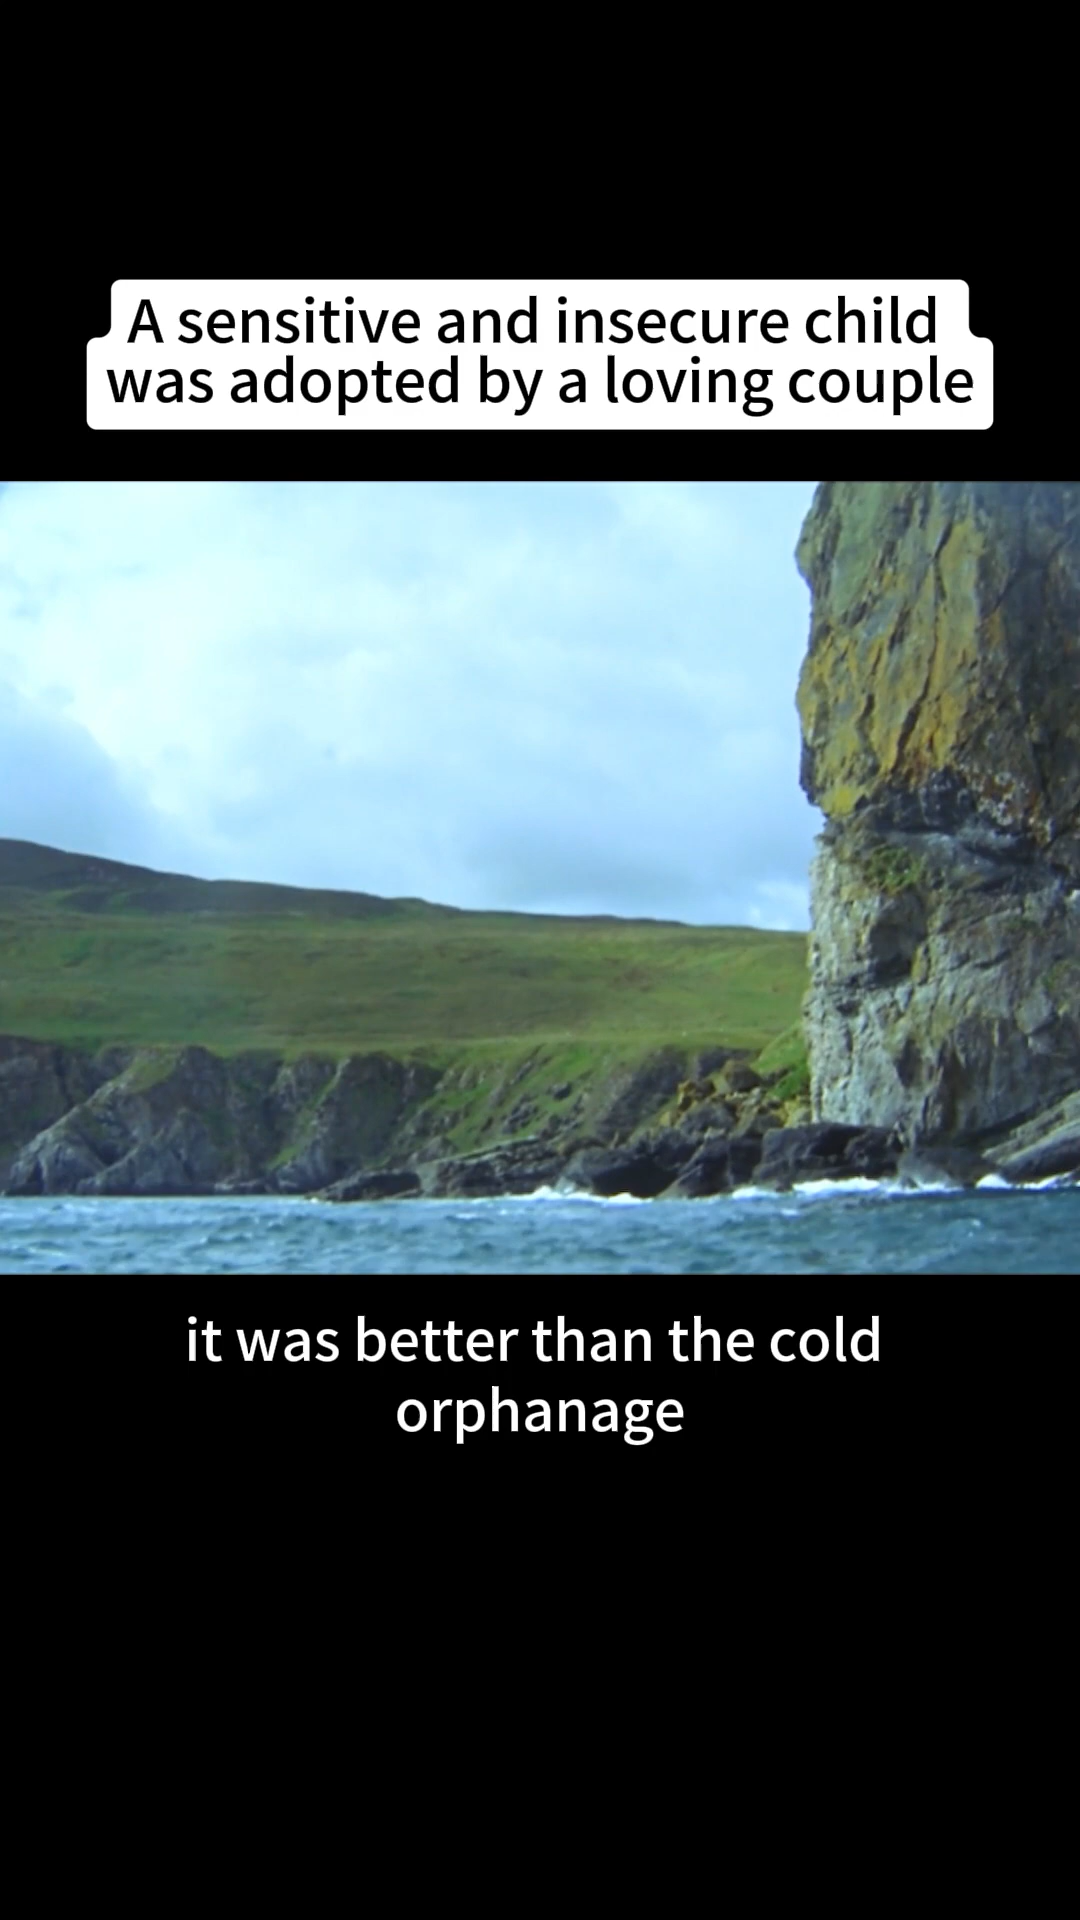 A sensitive and insecure child
was adopted by a loving couple
it was better than the cold
orphanage